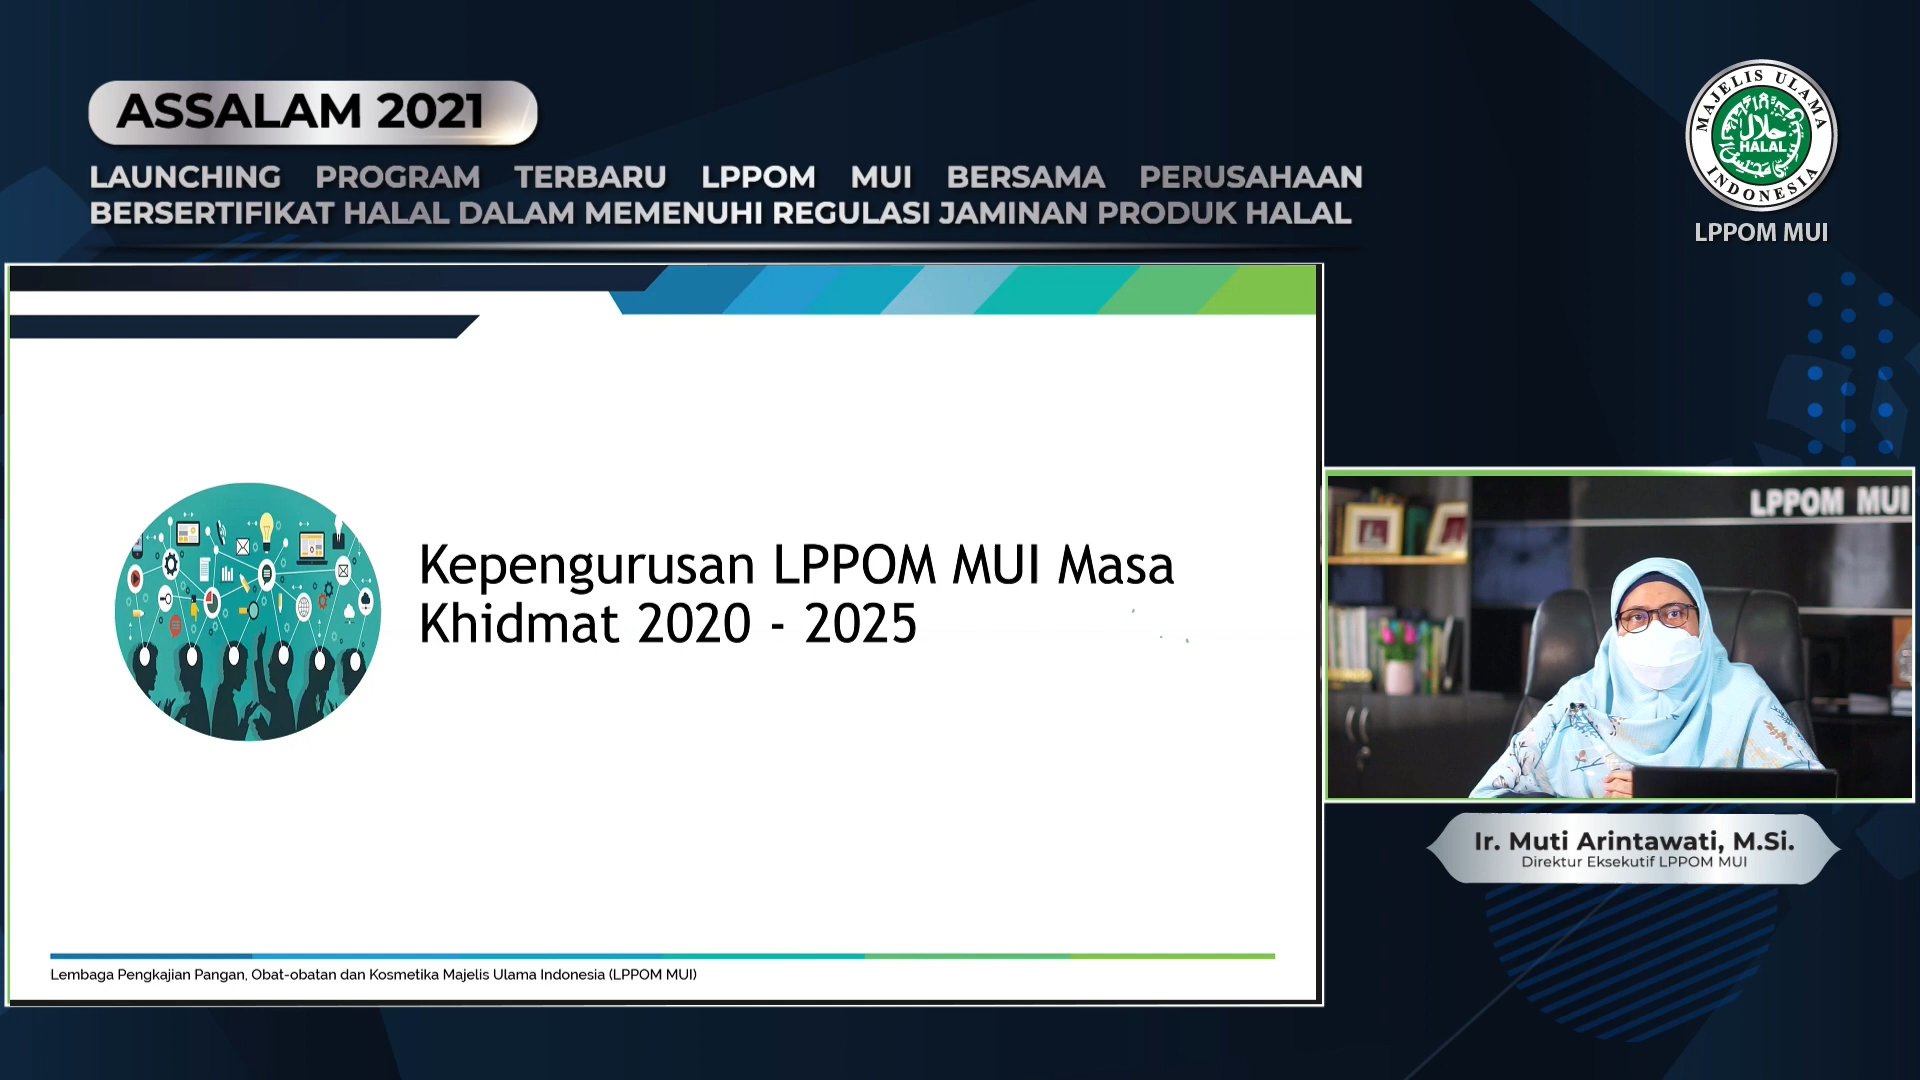 ASSALAM 2021
LAUNCHING PROGRAM TERBARU LPPOM MUI BERSAMA PERUSAHAAN
BERSERTIFIKAT HALAL DALAM MEMENUHI REGULASI JAMINAN PRODUK HALAL
MAJELIS ULAMA
حلال
HALAL
INDONESIA
LPPOM MUI
Kepengurusan LPPOM MUI Masa
Khidmat 2020 - 2025
Lembaga Pengkajian Pangan, Obat-obatan dan Kosmetika Majelis Ulama Indonesia (LPPOM MUI)
LPPOM MUI
Ir. Muti Arintawati, M.Si.
Direktur Eksekutif LPPOM MUI